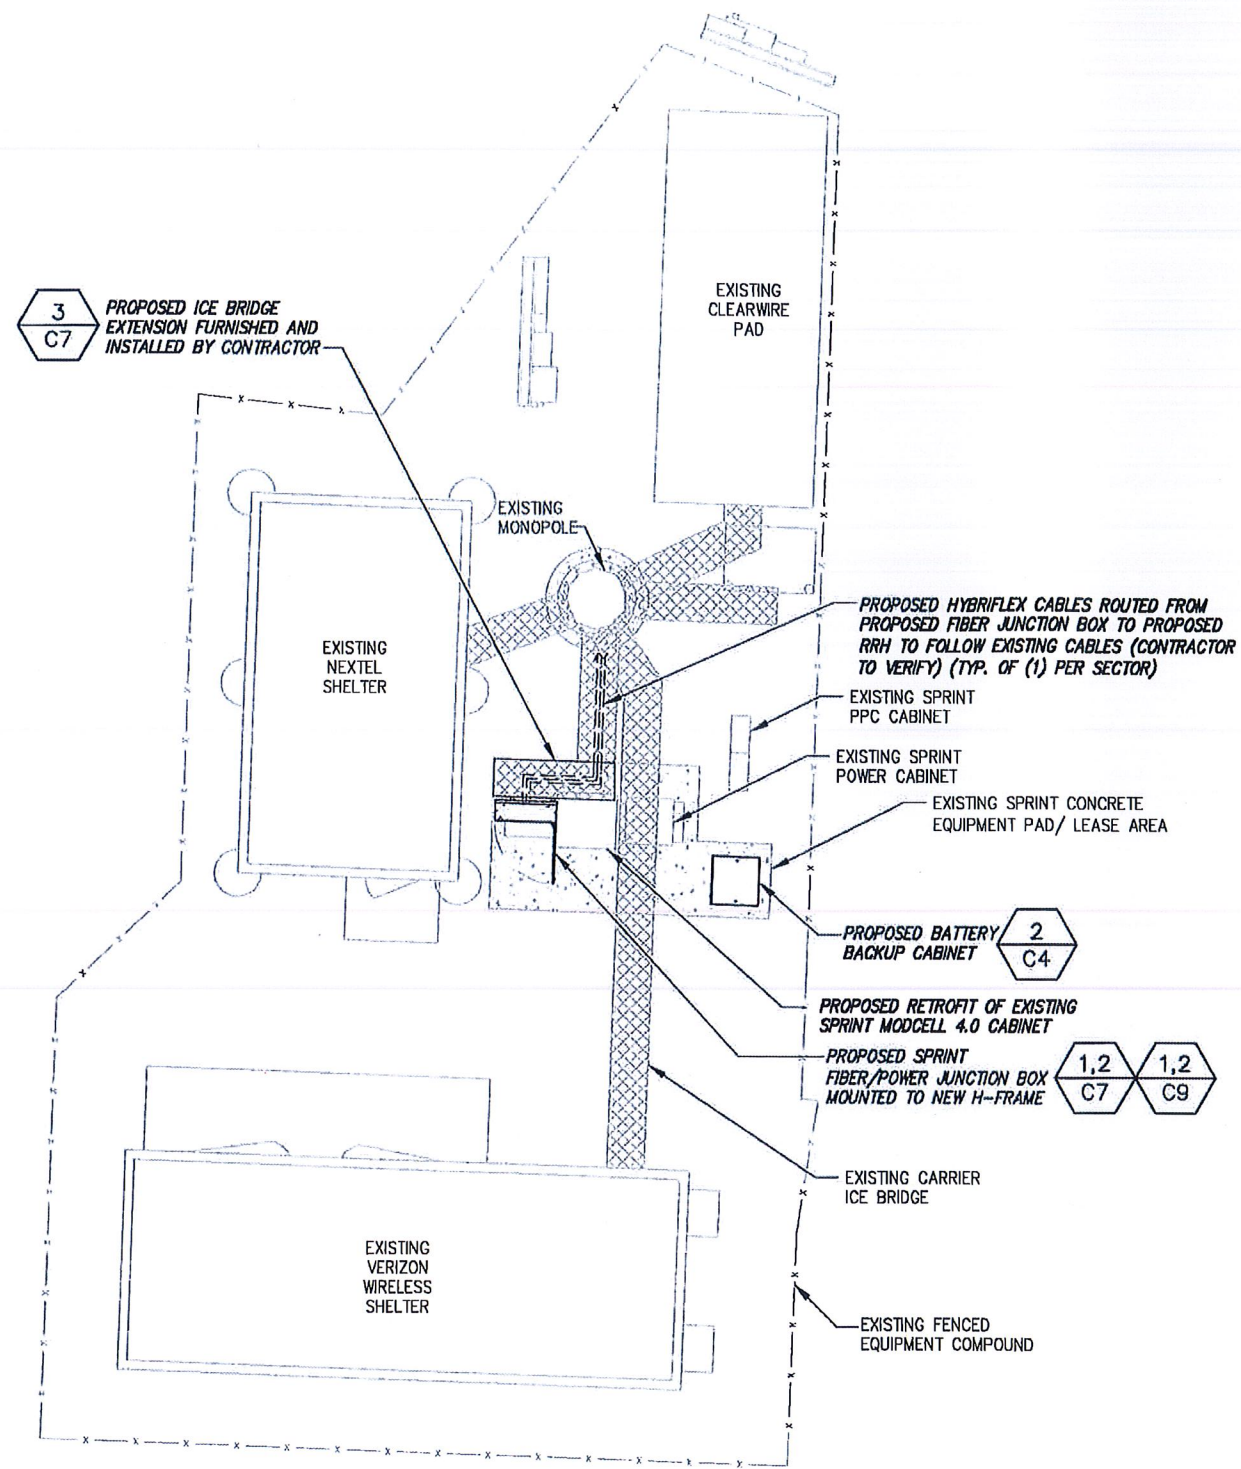 3
C7
PROPOSED ICE BRIDGE
EXTENSION FURNISHED AND
INSTALLED BY CONTRACTOR
EXISTING
CLEARWIRE
PAD
EXISTING
MONOPOLE
EXISTING
NEXTEL
SHELTER
PROPOSED HYBRIFLEX CABLES ROUTED FROM
PROPOSED FIBER JUNCTION BOX TO PROPOSED
RRH TO FOLLOW EXISTING CABLES (CONTRACTOR
TO VERIFY) (TYP. OF (1) PER SECTOR)
EXISTING SPRINT
PPC CABINET
EXISTING SPRINT
POWER CABINET
EXISTING SPRINT CONCRETE
EQUIPMENT PAD/ LEASE AREA
PROPOSED BATTERY
BACKUP CABINET
2
C4
PROPOSED RETROFIT OF EXISTING
SPRINT MODCELL 4.0 CABINET
PROPOSED SPRINT
FIBER/POWER JUNCTION BOX
MOUNTED TO NEW H-FRAME
1,2
C7
1,2
C9
EXISTING CARRIER
ICE BRIDGE
EXISTING
VERIZON
WIRELESS
SHELTER
EXISTING FENCED
EQUIPMENT COMPOUND